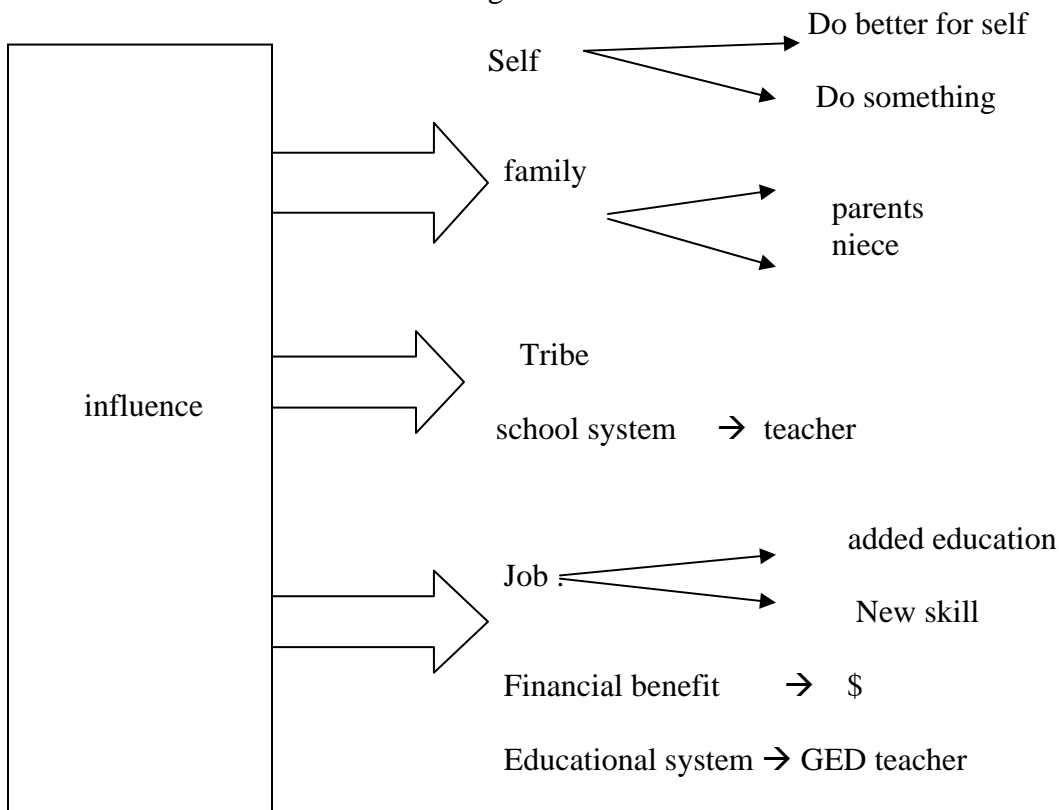 Self
Do better for self
Do something
family
parents
niece
influence
Tribe
school system → teacher
Job .
added education
New skill
Financial benefit → $
Educational system → GED teacher